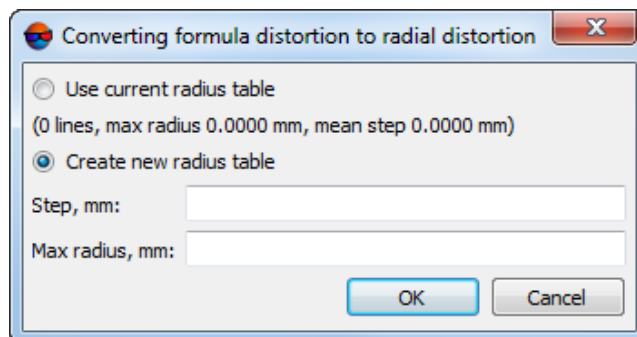 Converting formula distortion to radial distortion
Use current radius table
(0 lines, max radius 0.0000 mm, mean step 0.0000 mm)
Create new radius table
Step, mm:
Max radius, mm:
OK Cancel